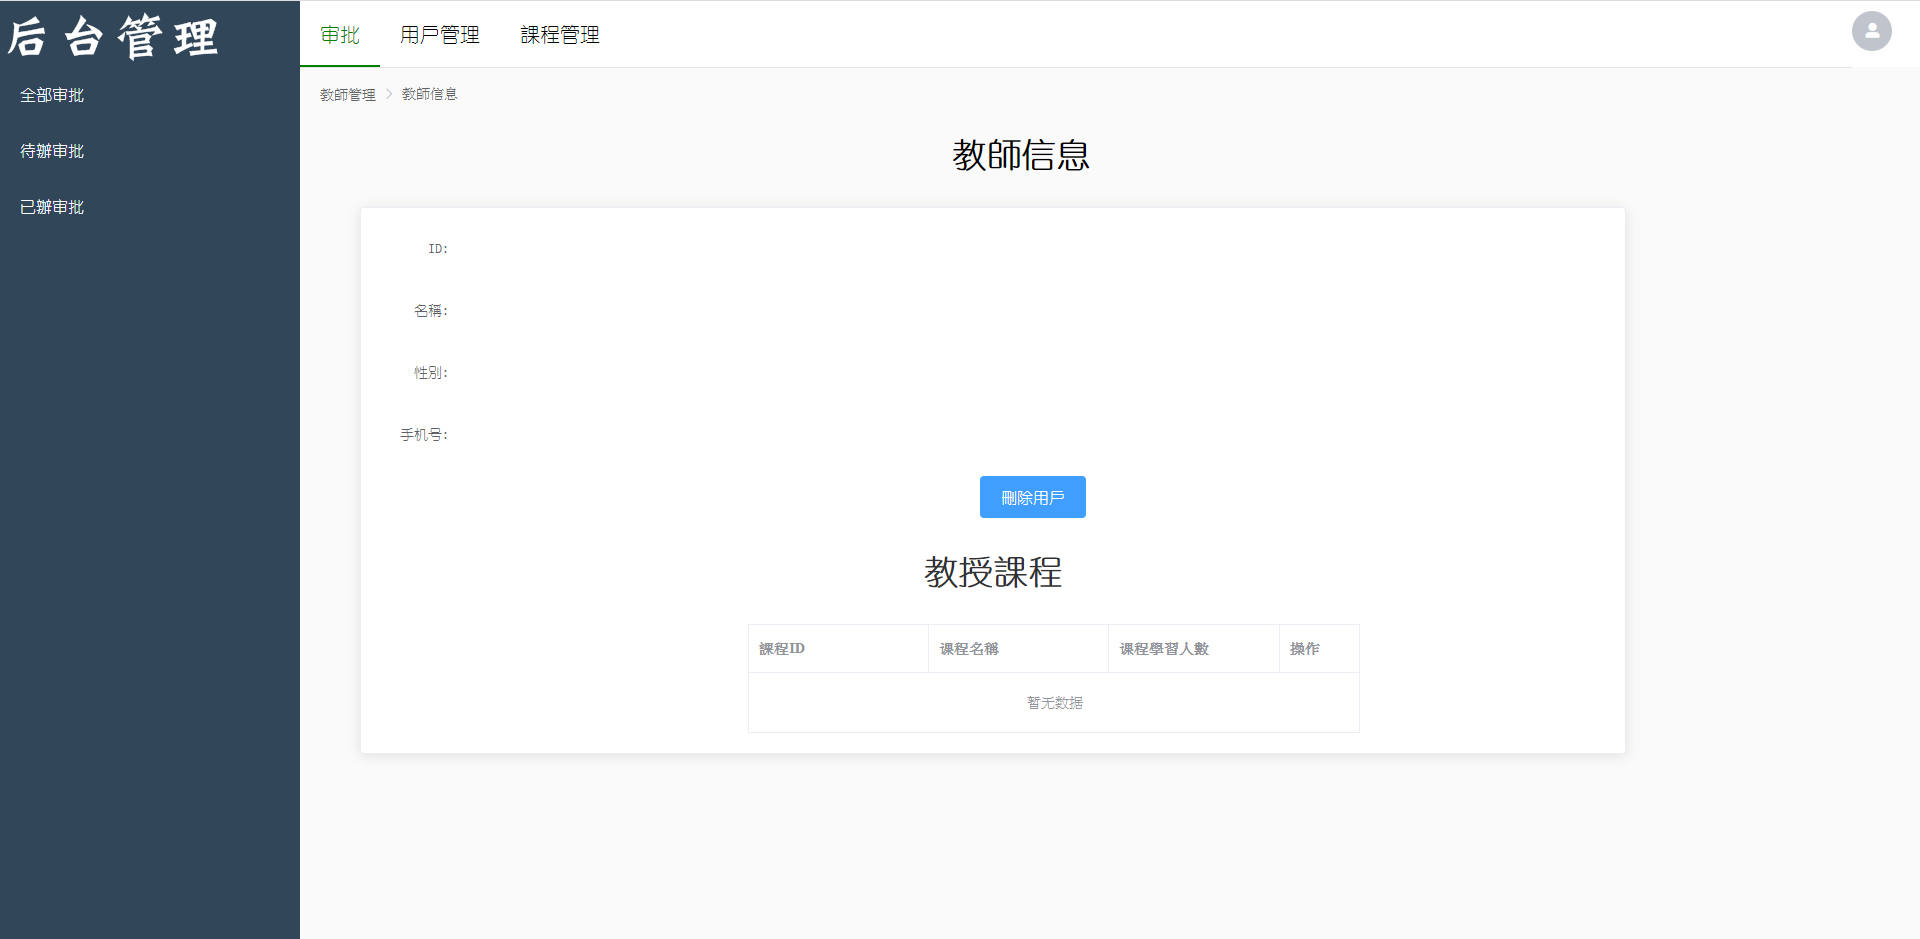 后台管理
审批 用戶管理 課程管理
全部审批
待辦审批
已辦审批
教師管理 教師信息
教師信息
ID:
名稱:
性別:
手机号:
刪除用戶
教授課程
課程ID 课程名稱 课程學習人數 操作
暂无数据